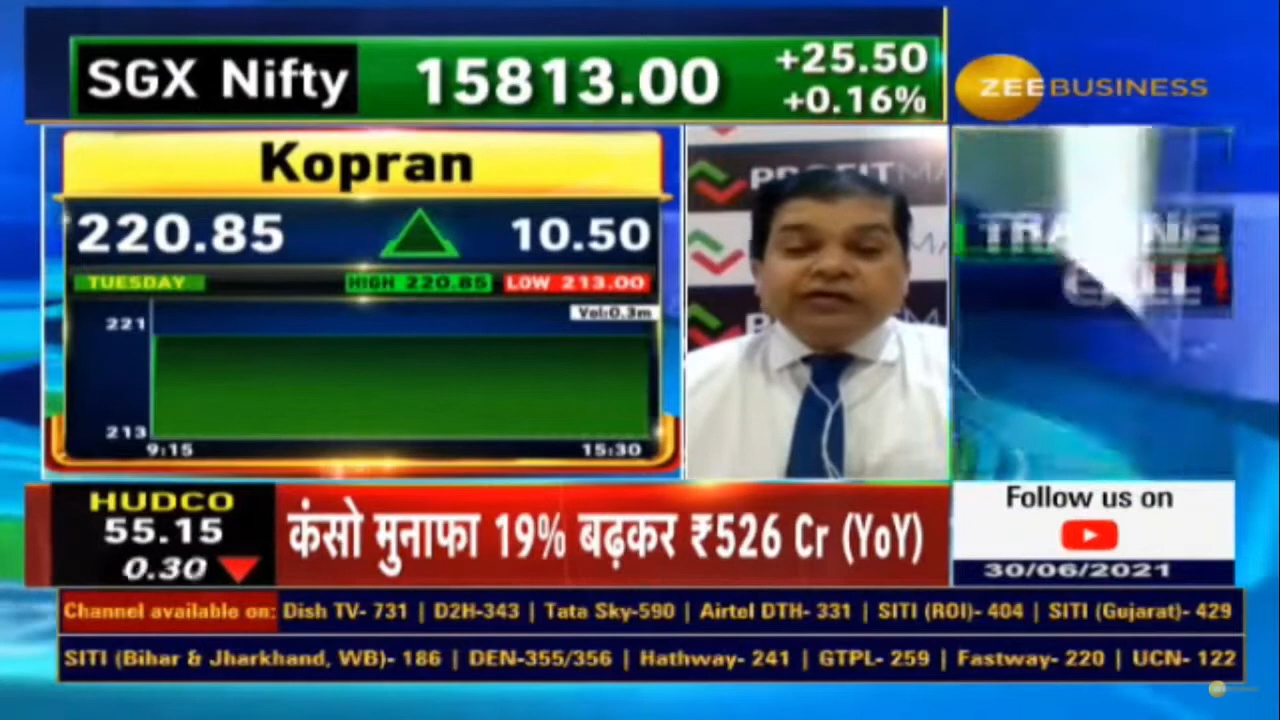 SGX Nifty 15813.00 +25.50
+0.16%
ZEEBUSINESS
Kopran
220.85 10.50
TUESDAY HIGH 220.85 LOW 213.00
Vol:0.3m
221
213
9:15 15:30
PROFITMA
TRADING
CALL
HUDCO
55.15
0.30
कंसो मुनाफा 19% बढ़कर ₹526 Cr (YoY)
Follow us on
30/06/2021
Channel available on: Dish TV- 731 | D2H-343 | Tata Sky-590 | Airtel DTH- 331 | SITI (ROI)- 404 | SITI (Gujarat)- 429
SITI (Bihar & Jharkhand, WB)- 186 | DEN-355/356 | Hathway- 241 | GTPL- 259 | Fastway- 220 | UCN- 122